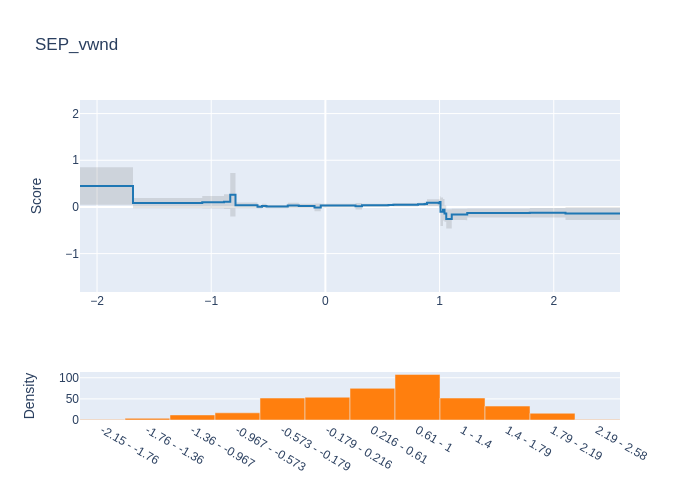 SEP_vwnd
2
1
0
−1
Score
−2
−1
0
1
2
100
50
0
Density
-2.15 - -1.76
-1.76 - -1.36
-1.36 - -0.967
-0.967 - -0.573
-0.573 - -0.179
-0.179 - 0.216
0.216 - 0.61
0.61 - 1
1 - 1.4
1.4 - 1.79
1.79 - 2.19
2.19 - 2.58